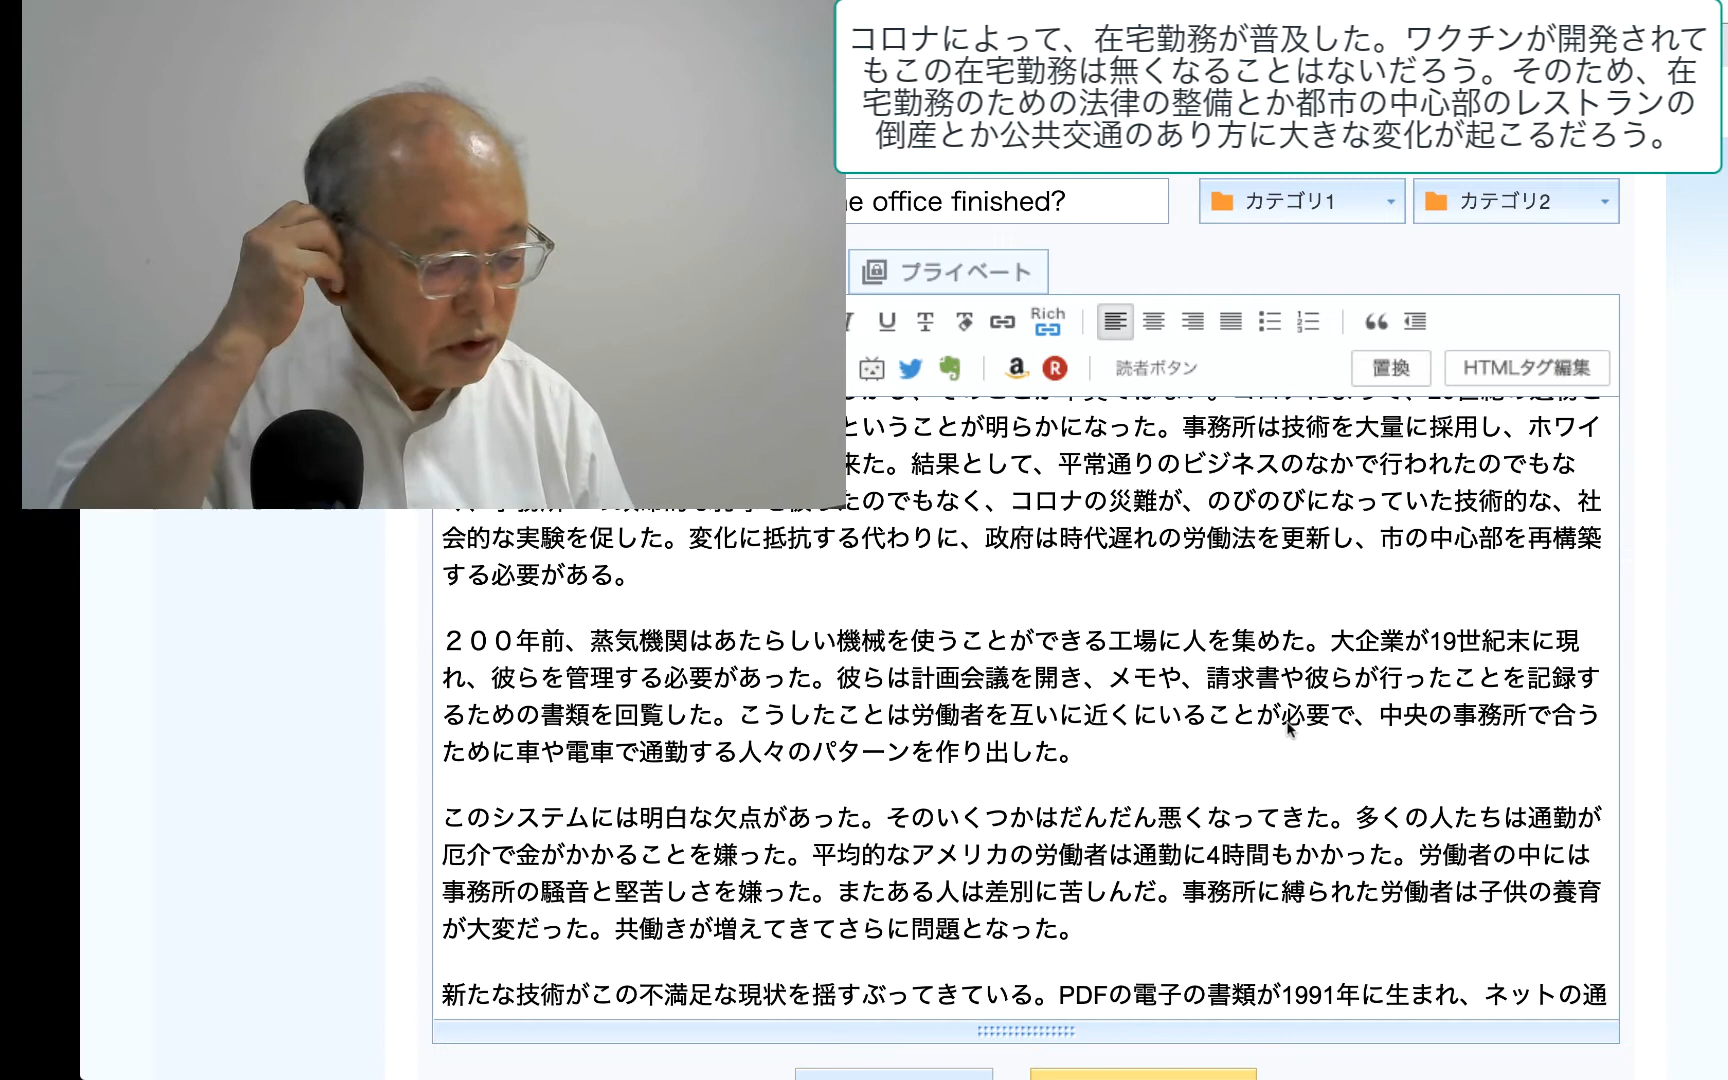 コロナによって、在宅勤務が普及した。ワクチンが開発されて
もこの在宅勤務は無くなることはないだろう。そのため、在
宅勤務のための法律の整備とか都市の中心部のレストランの
倒産とか公共交通のあり方に大きな変化が起こるだろう。
e office finished?
カテゴリ1
カテゴリ2
プライベート
Rich
読者ボタン
置換
HTMLタグ編集
ということが明らかになった。事務所は技術を大量に採用し、ホワイ
来た。結果として、平常通りのビジネスのなかで行われたのでもな
たのでもなく、コロナの災難が、のびのびになっていた技術的な、社
会的な実験を促した。変化に抵抗する代わりに、政府は時代遅れの労働法を更新し、市の中心部を再構築
する必要がある。
２００年前、蒸気機関はあたらしい機械を使うことができる工場に人を集めた。大企業が19世紀末に現
れ、彼らを管理する必要があった。彼らは計画会議を開き、メモや、請求書や彼らが行ったことを記録す
るための書類を回覧した。こうしたことは労働者を互いに近くにいることが必要で、中央の事務所で合う
ために車や電車で通勤する人々のパターンを作り出した。
このシステムには明白な欠点があった。そのいくつかはだんだん悪くなってきた。多くの人たちは通勤が
厄介で金がかかることを嫌った。平均的なアメリカの労働者は通勤に4時間もかかった。労働者の中には
事務所の騒音と堅苦しさを嫌った。またある人は差別に苦しんだ。事務所に縛られた労働者は子供の養育
が大変だった。共働きが増えてきてさらに問題となった。
新たな技術がこの不満足な現状を揺すぶってきている。PDFの電子の書類が1991年に生まれ、ネットの通